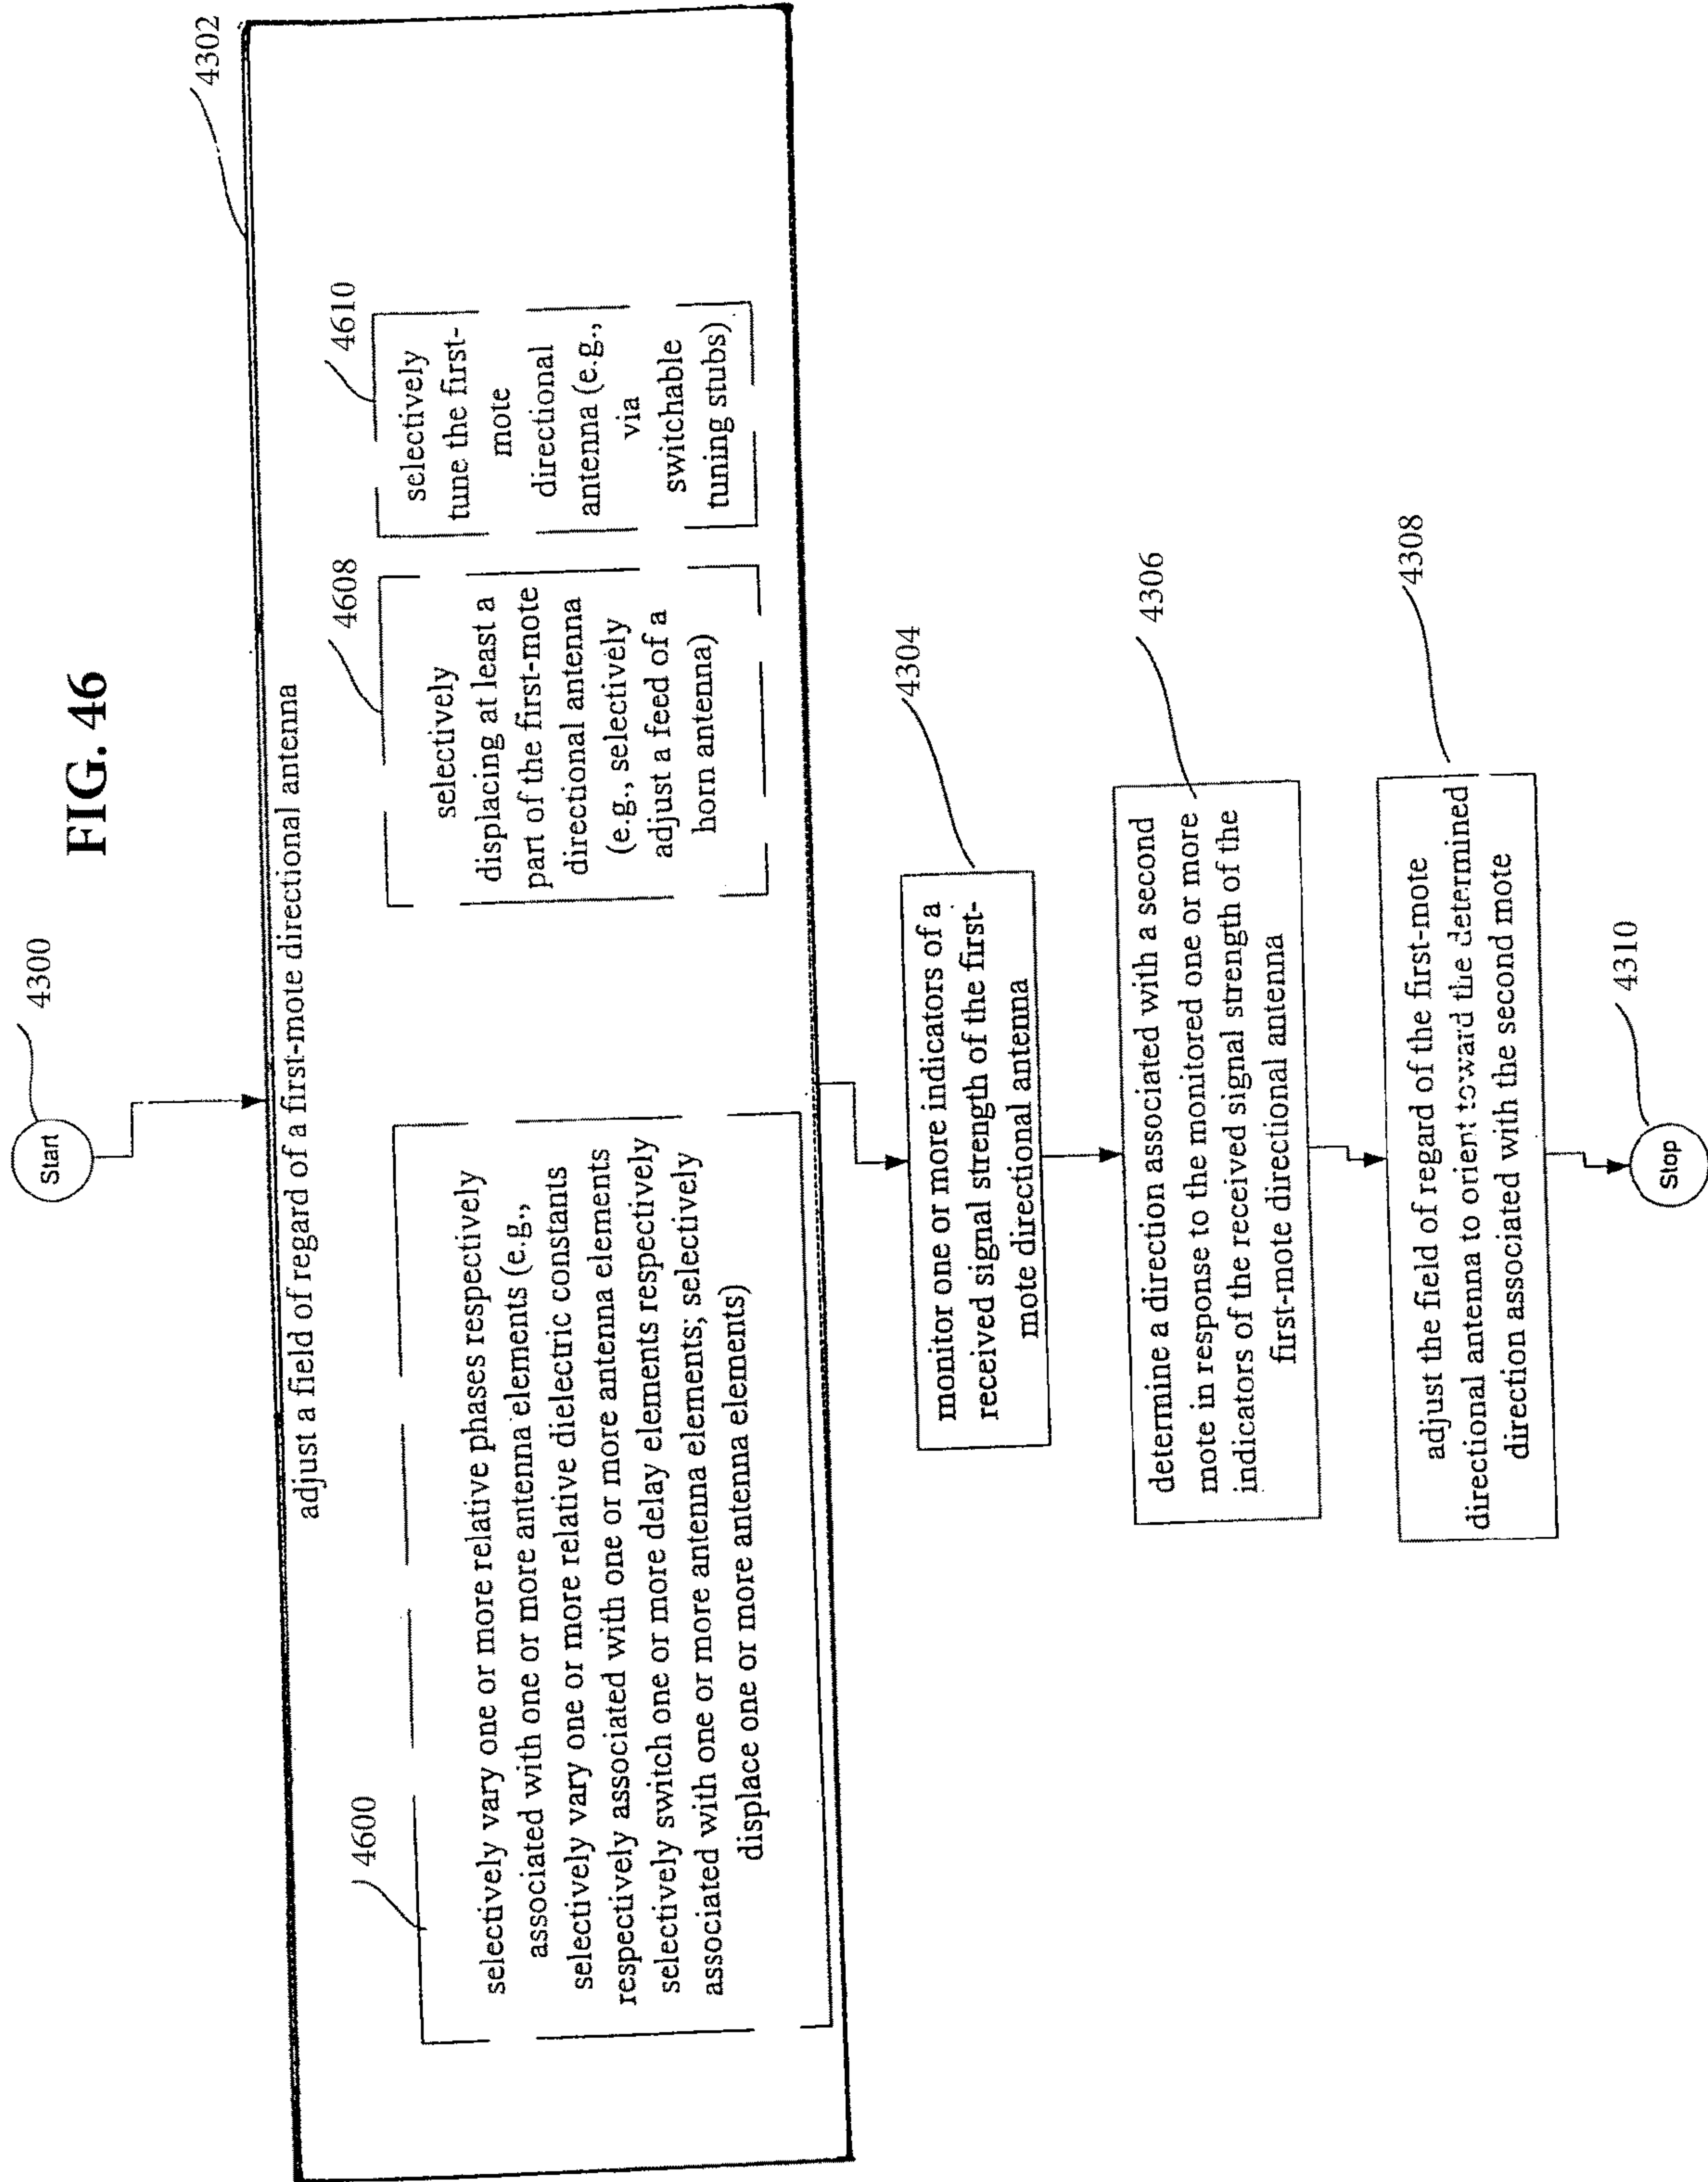 FIG. 46
4300
Start
4302
adjust a field of regard of a first-mote directional antenna
4600
selectively vary one or more relative phases respectively
associated with one or more antenna elements (e.g.,
selectively vary one or more relative dielectric constants
respectively associated with one or more antenna elements
selectively switch one or more delay elements respectively
associated with one or more antenna elements; selectively
displace one or more antenna elements)
4608
selectively
displacing at least a
part of the first-mote
directional antenna
(e.g., selectively
adjust a feed of a
horn antenna)
4610
selectively
tune the first-
mote
directional
antenna (e.g.,
via
switchable
tuning stubs)
4304
monitor one or more indicators of a
received signal strength of the first-
mote directional antenna
4306
determine a direction associated with a second
mote in response to the monitored one or more
indicators of the received signal strength of the
first-mote directional antenna
4308
adjust the field of regard of the first-mote
directional antenna to orient toward the determined
direction associated with the second mote
4310
Stop